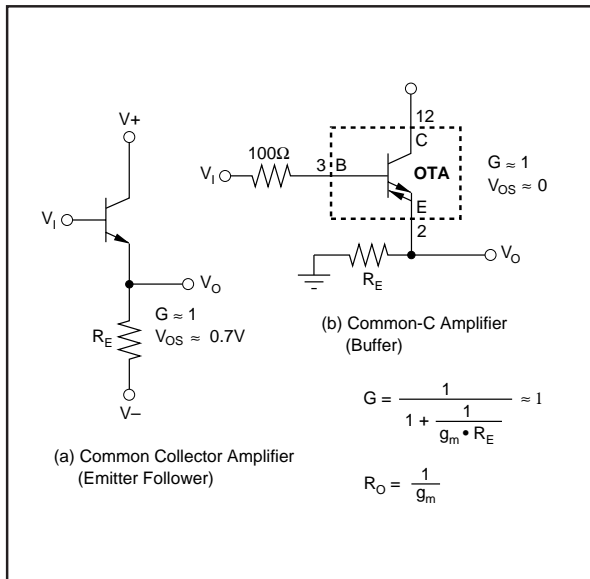 V+
V_I
V_O
R_E
G ≈ 1
V_OS ≈ 0.7V
V–
(a) Common Collector Amplifier
(Emitter Follower)
12
C
100Ω
V_I
3
B
OTA
E
2
G ≈ 1
V_OS ≈ 0
R_E
V_O
(b) Common-C Amplifier
(Buffer)
G = 1 / (1 + 1 / (g_m • R_E)) ≈ 1
R_O = 1 / g_m